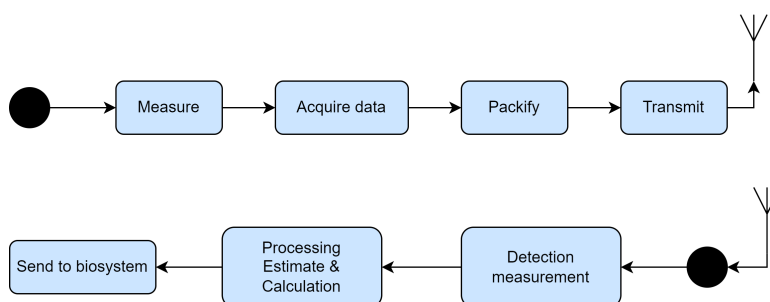 Measure
Acquire data
Packify
Transmit
Send to biosystem
Processing
Estimate &
Calculation
Detection
measurement